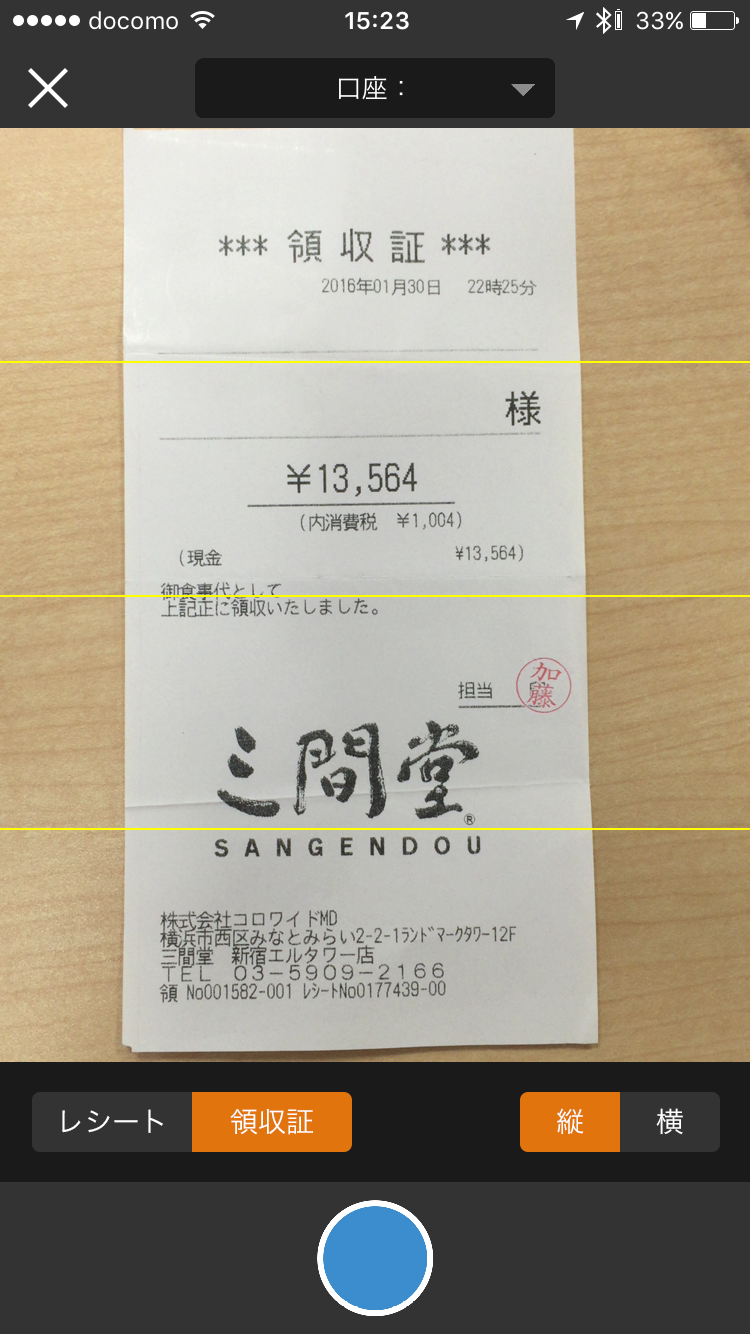 docomo 15:23 33%
口座：
*** 領 収 証 ***
2016年01月30日 22時25分
様
¥13,564
(内消費税 ¥1,004)
(現金 ¥13,564)
御食事代として
上記正に領収いたしました。
担当 加藤
三間堂®
SANGENDOU
株式会社コロワイドMD
横浜市西区みなとみらい2-2-1ﾗﾝﾄﾞﾏｰｸﾀﾜｰ-12F
三間堂 新宿エルタワー店
ＴＥＬ ０３－５９０９－２１６６
領 No001582-001 ﾚｼｰﾄNo0177439-00
レシート 領収証 縦 横